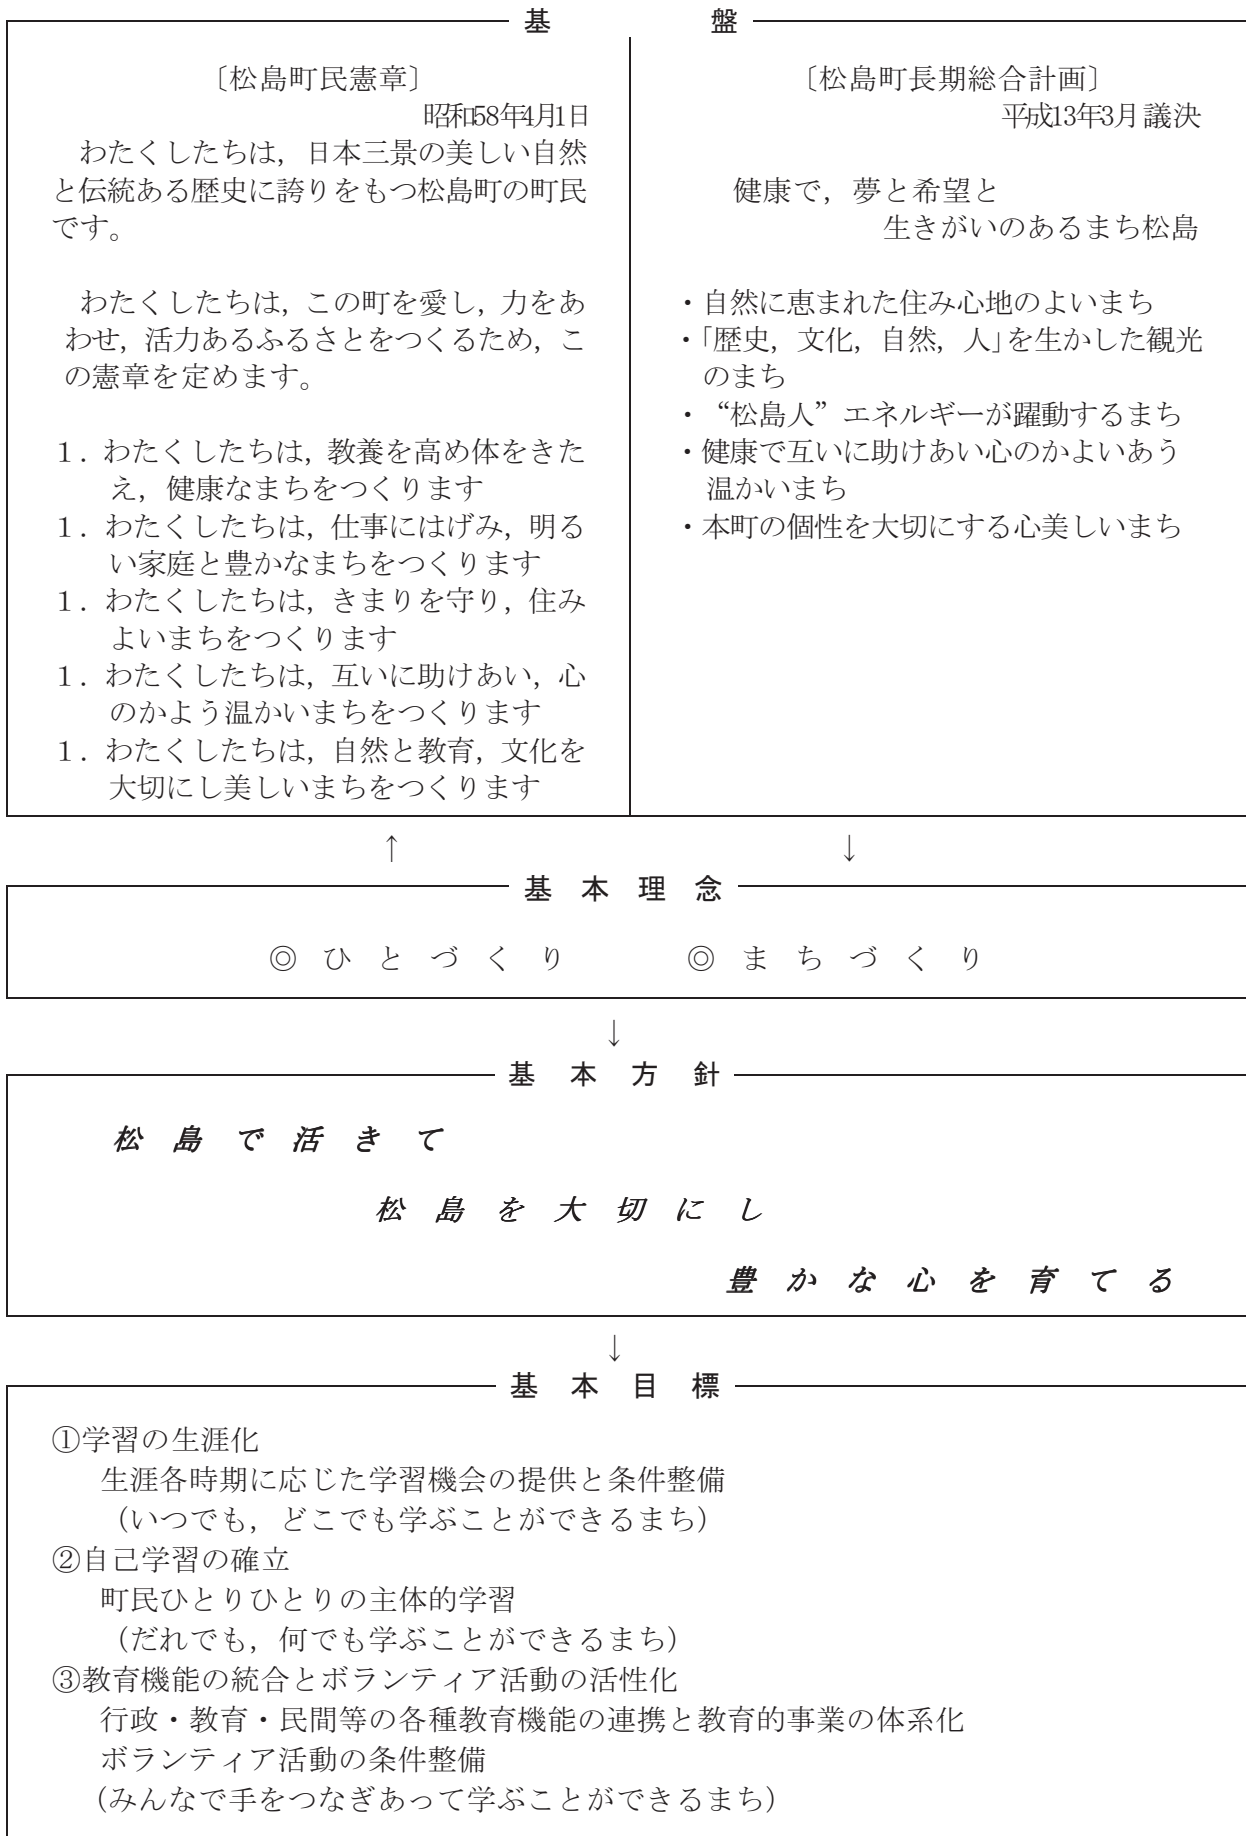 基　　盤
〔松島町民憲章〕
昭和58年4月1日
わたくしたちは，日本三景の美しい自然
と伝統ある歴史に誇りをもつ松島町の町民
です。
わたくしたちは，この町を愛し，力をあ
わせ，活力あるふるさとをつくるため，こ
の憲章を定めます。
１．わたくしたちは，教養を高め体をきた
え，健康なまちをつくります
１．わたくしたちは，仕事にはげみ，明る
い家庭と豊かなまちをつくります
１．わたくしたちは，きまりを守り，住み
よいまちをつくります
１．わたくしたちは，互いに助けあい，心
のかよう温かいまちをつくります
１．わたくしたちは，自然と教育，文化を
大切にし美しいまちをつくります
〔松島町長期総合計画〕
平成13年3月議決
健康で，夢と希望と
生きがいのあるまち松島
・自然に恵まれた住み心地のよいまち
・「歴史，文化，自然，人」を生かした観光
のまち
・“松島人”エネルギーが躍動するまち
・健康で互いに助けあい心のかよいあう
温かいまち
・本町の個性を大切にする心美しいまち
↑　　↓
基　本　理　念
◎ ひ と づ く り　　◎ ま ち づ く り
↓
基　本　方　針
松 島 で 活 き て
松 島 を 大 切 に し
豊 か な 心 を 育 て る
↓
基　本　目　標
①学習の生涯化
生涯各時期に応じた学習機会の提供と条件整備
（いつでも，どこでも学ぶことができるまち）
②自己学習の確立
町民ひとりひとりの主体的学習
（だれでも，何でも学ぶことができるまち）
③教育機能の統合とボランティア活動の活性化
行政・教育・民間等の各種教育機能の連携と教育的事業の体系化
ボランティア活動の条件整備
（みんなで手をつなぎあって学ぶことができるまち）